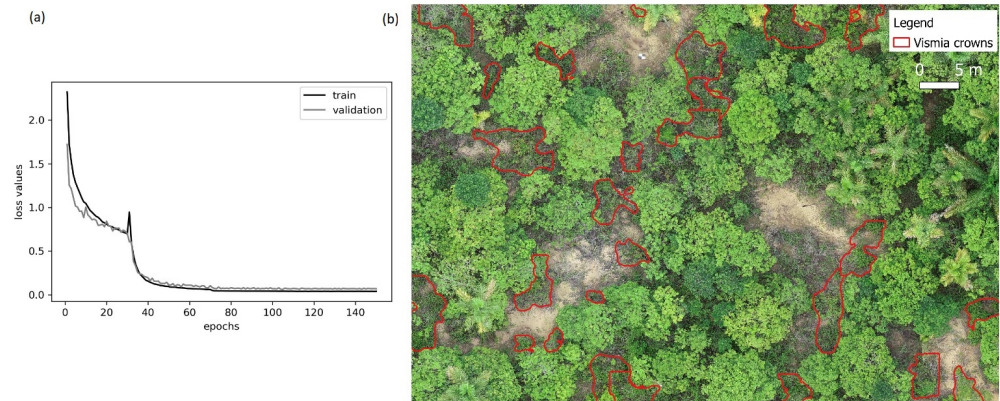 (a)
(b)
train
validation
2.0
1.5
1.0
0.5
0.0
loss values
0 20 40 60 80 100 120 140
epochs
Legend
Vismia crowns
0 5 m